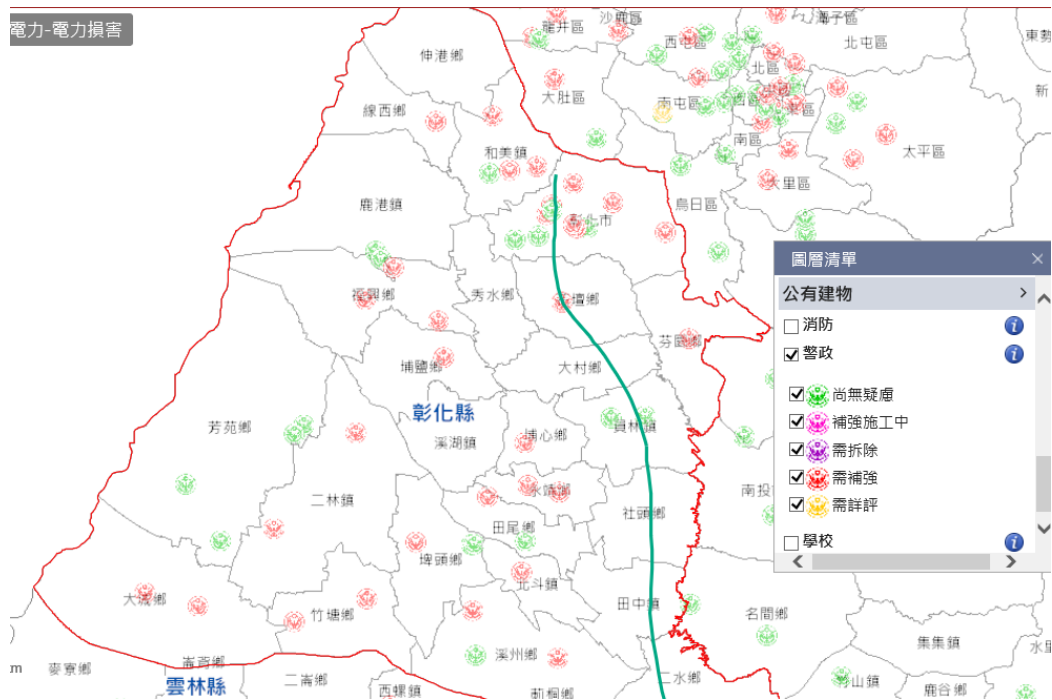 電力-電力損害
龍井區
沙鹿區
潭子區
伸港鄉
西屯區
北屯區
東勢
北區
大肚區
新
線西鄉
南屯區
西區
東區
南區
和美鎮
太平區
大里區
鹿港鎮
烏日區
彰化市
圖層清單
公有建物
福興鄉
秀水鄉
花壇鄉
消防
芬園鄉
警政
埔鹽鄉
大村鄉
尚無疑慮
彰化縣
補強施工中
芳苑鄉
員林鎮
溪湖鎮
埔心鄉
需拆除
需補強
二林鎮
永靖鄉
南投
需詳評
社頭鄉
田尾鄉
學校
埤頭鄉
北斗鎮
大城鄉
竹塘鄉
田中鎮
名間鄉
集集鎮
水里
m
麥寮鄉
崙背鄉
溪州鄉
二水鄉
雲林縣
二崙鄉
西螺鎮
莿桐鄉
竹山鎮
鹿谷鄉